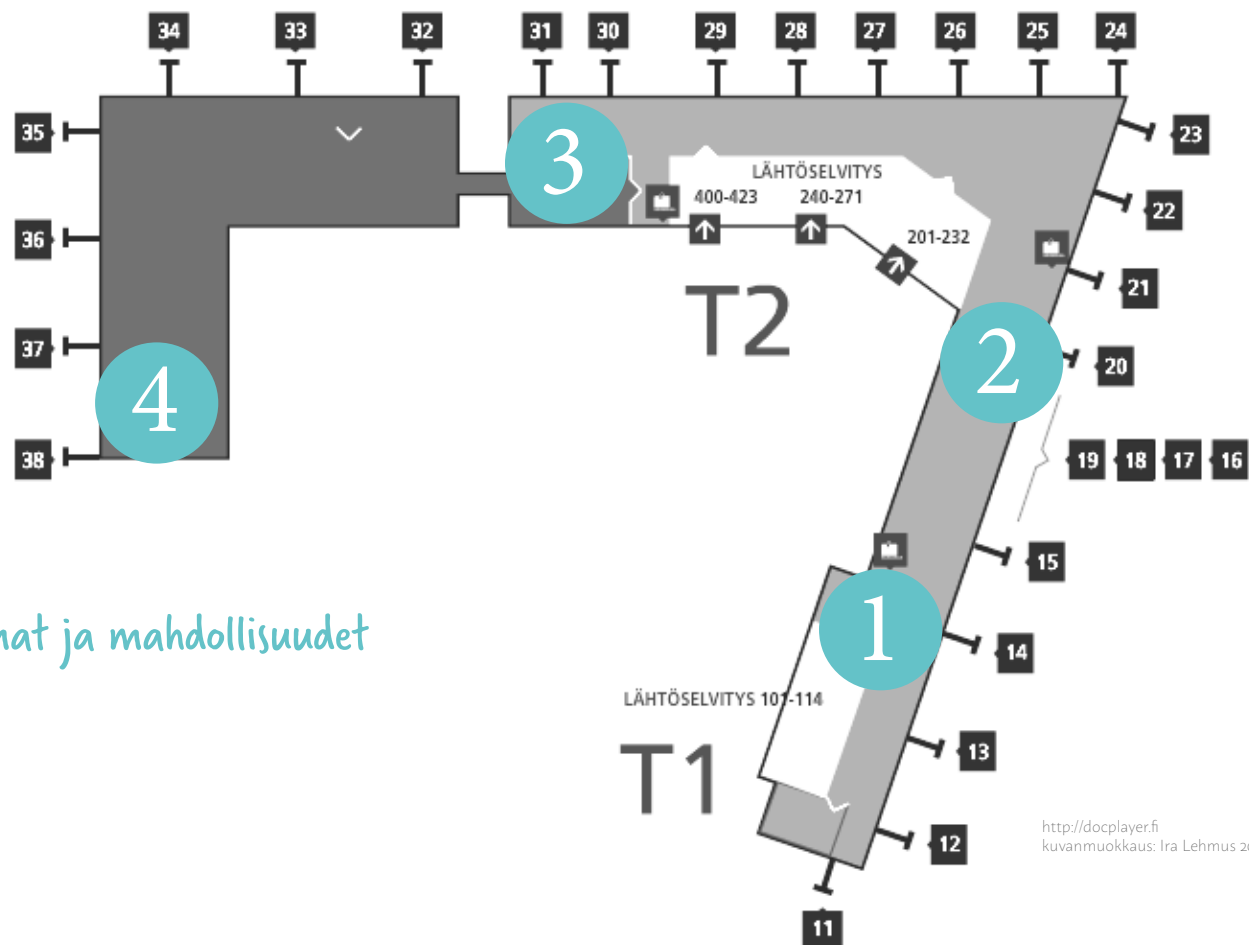 34 33 32 31 30 29 28 27 26 25 24
35
23
3
LÄHTÖSELVITYS
400-423 240-271
22
36
201-232
21
T2
2
37
20
4
38
19 18 17 16
15
1
ja mahdollisuudet
14
LÄHTÖSELVITYS 101-114
T1
13
http://docplayer.fi
12
kuvanmuokkaus: Ira Lehmus
11